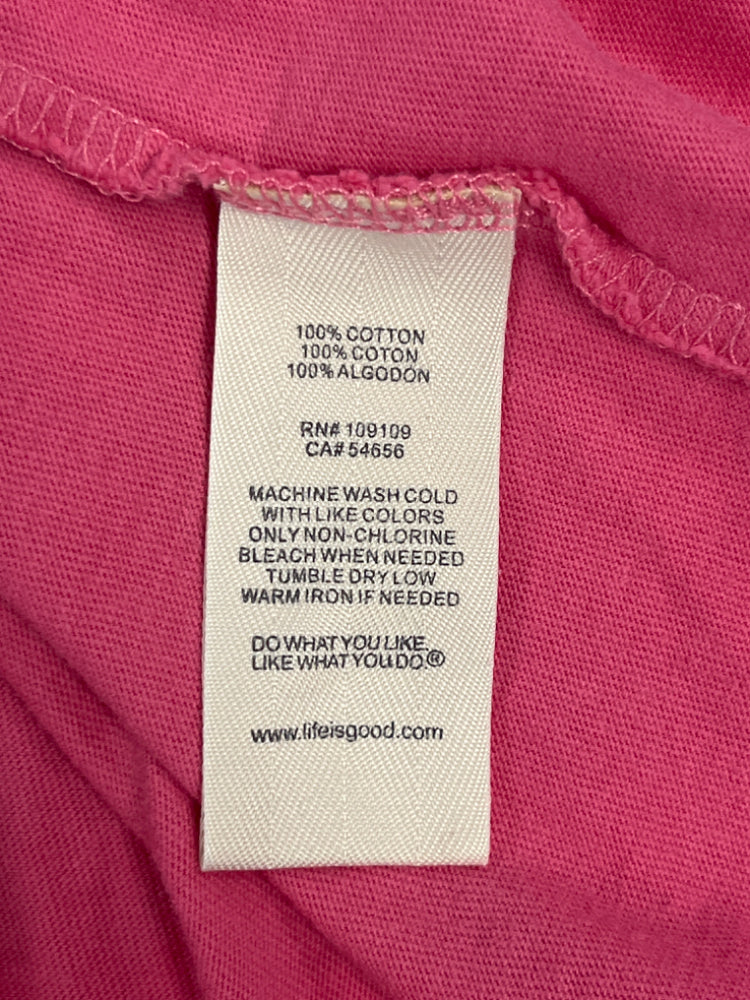 100% COTTON
100% COTON
100% ALGODON
RN# 109109
CA# 54656
MACHINE WASH COLD
WITH LIKE COLORS
ONLY NON-CHLORINE
BLEACH WHEN NEEDED
TUMBLE DRY LOW
WARM IRON IF NEEDED
DO WHAT YOU LIKE.
LIKE WHAT YOU DO.®
www.lifeisgood.com